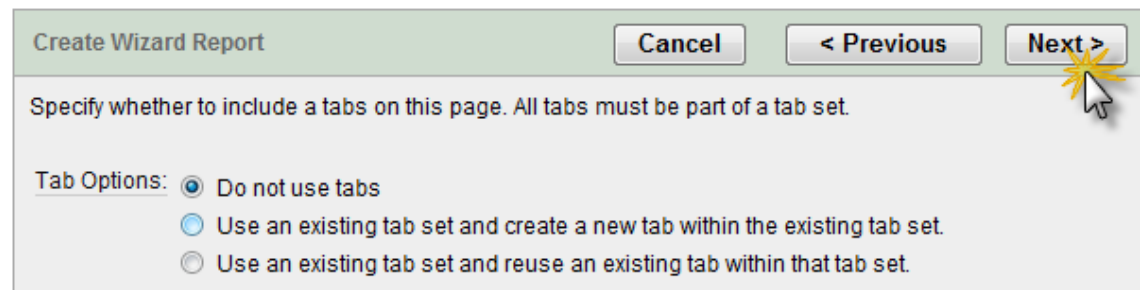 Create Wizard Report Cancel < Previous Next >
Specify whether to include a tabs on this page. All tabs must be part of a tab set.
Tab Options: Do not use tabs
Use an existing tab set and create a new tab within the existing tab set.
Use an existing tab set and reuse an existing tab within that tab set.